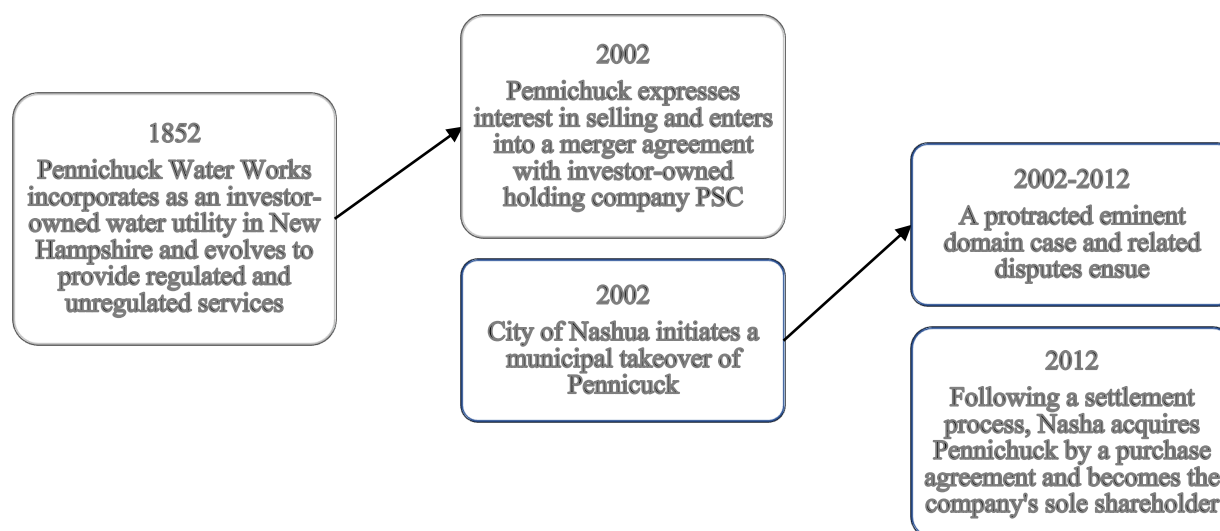 1852
Pennichuck Water Works
incorporates as an investor-
owned water utility in New
Hampshire and evolves to
provide regulated and
unregulated services
2002
Pennichuck expresses
interest in selling and enters
into a merger agreement
with investor-owned
holding company PSC
2002
City of Nashua initiates a
municipal takeover of
Pennicuck
2002-2012
A protracted eminent
domain case and related
disputes ensue
2012
Following a settlement
process, Nasha acquires
Pennichuck by a purchase
agreement and becomes the
company's sole shareholder